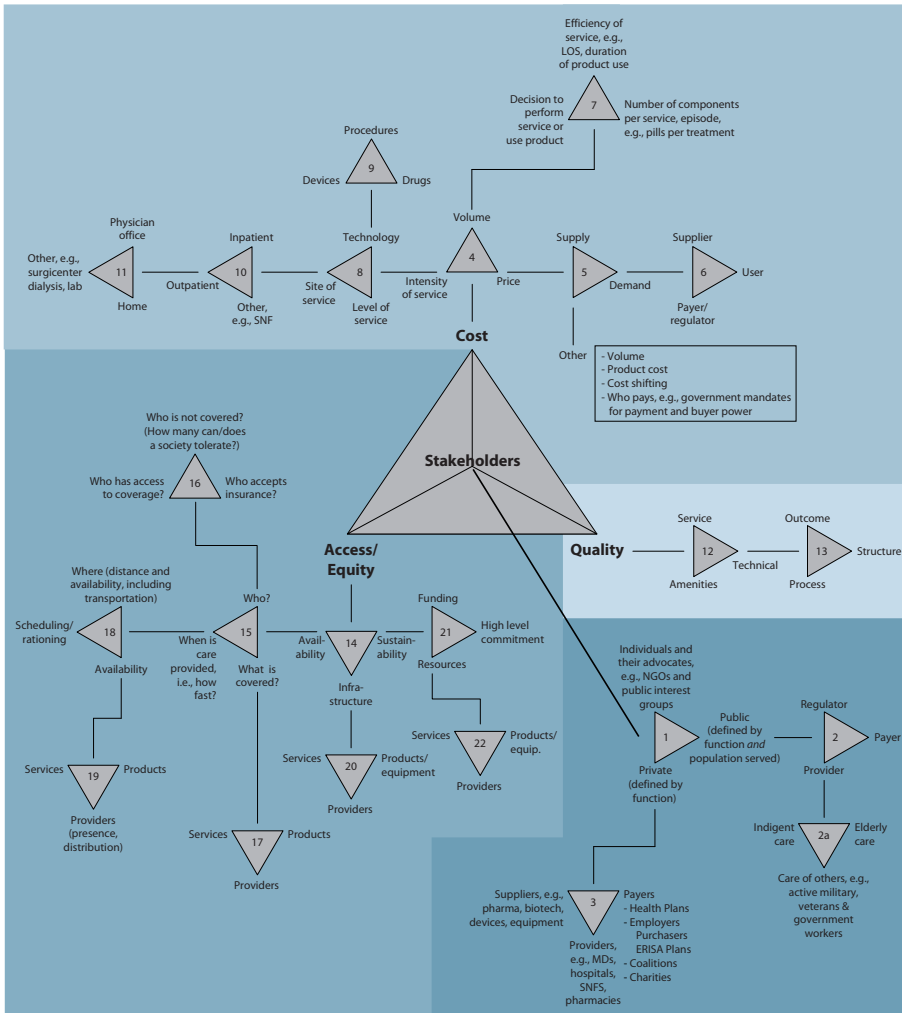 Efficiency of
service, e.g.,
LOS, duration
of product use
Decision to
perform
service or
use product
7
Number of components
per service, episode,
e.g., pills per treatment
Procedures
9
Devices
Drugs
Volume
4
Intensity
of service
Price
Technology
8
Site of
service
Level of
service
Inpatient
10
Outpatient
Other,
e.g., SNF
Physician
office
11
Other, e.g.,
surgicenter
dialysis, lab
Home
Supply
5
Demand
Other
Supplier
6
User
Payer/
regulator
- Volume
- Product cost
- Cost shifting
- Who pays, e.g., government mandates
for payment and buyer power
Cost
Stakeholders
Access/
Equity
Quality
Service
12
Technical
Amenities
Outcome
13
Structure
Process
Who is not covered?
(How many can/does
a society tolerate?)
Who has access
to coverage?
16
Who accepts
insurance?
Where (distance and
availability, including
transportation)
Scheduling/
rationing
18
Availability
Who?
15
When is
care
provided,
i.e., how
fast?
What is
covered?
Avail-
ability
14
Sustain-
ability
Infra-
structure
Funding
21
High level
commitment
Resources
Services
19
Products
Providers
(presence,
distribution)
Services
17
Products
Providers
Services
20
Products/
equipment
Providers
Services
22
Products/
equip.
Providers
Individuals and
their advocates,
e.g., NGOs and
public interest
groups
1
Public
(defined by
function and
population served)
Private
(defined by
function)
Regulator
2
Payer
Provider
Indigent
care
2a
Elderly
care
Care of others, e.g.,
active military,
veterans &
government
workers
Suppliers, e.g.,
pharma, biotech,
devices, equipment
3
Payers
- Health Plans
- Employers
Purchasers
ERISA Plans
- Coalitions
- Charities
Providers,
e.g., MDs,
hospitals,
SNFS,
pharmacies